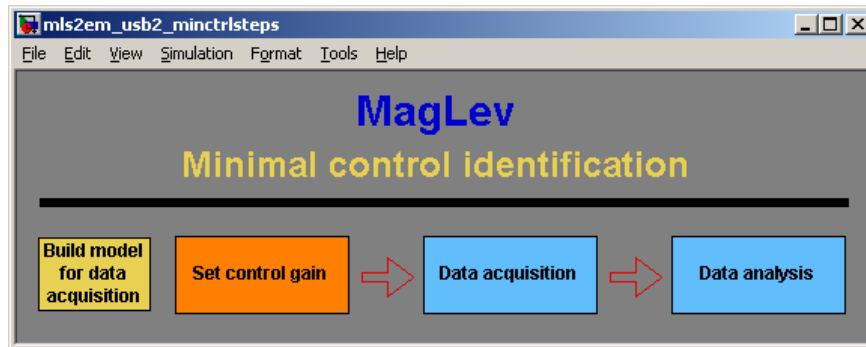 mls2em_usb2_minctrlsteps
File Edit View Simulation Format Tools Help
MagLev
Minimal control identification
Build model
for data
acquisition
Set control gain
Data acquisition
Data analysis